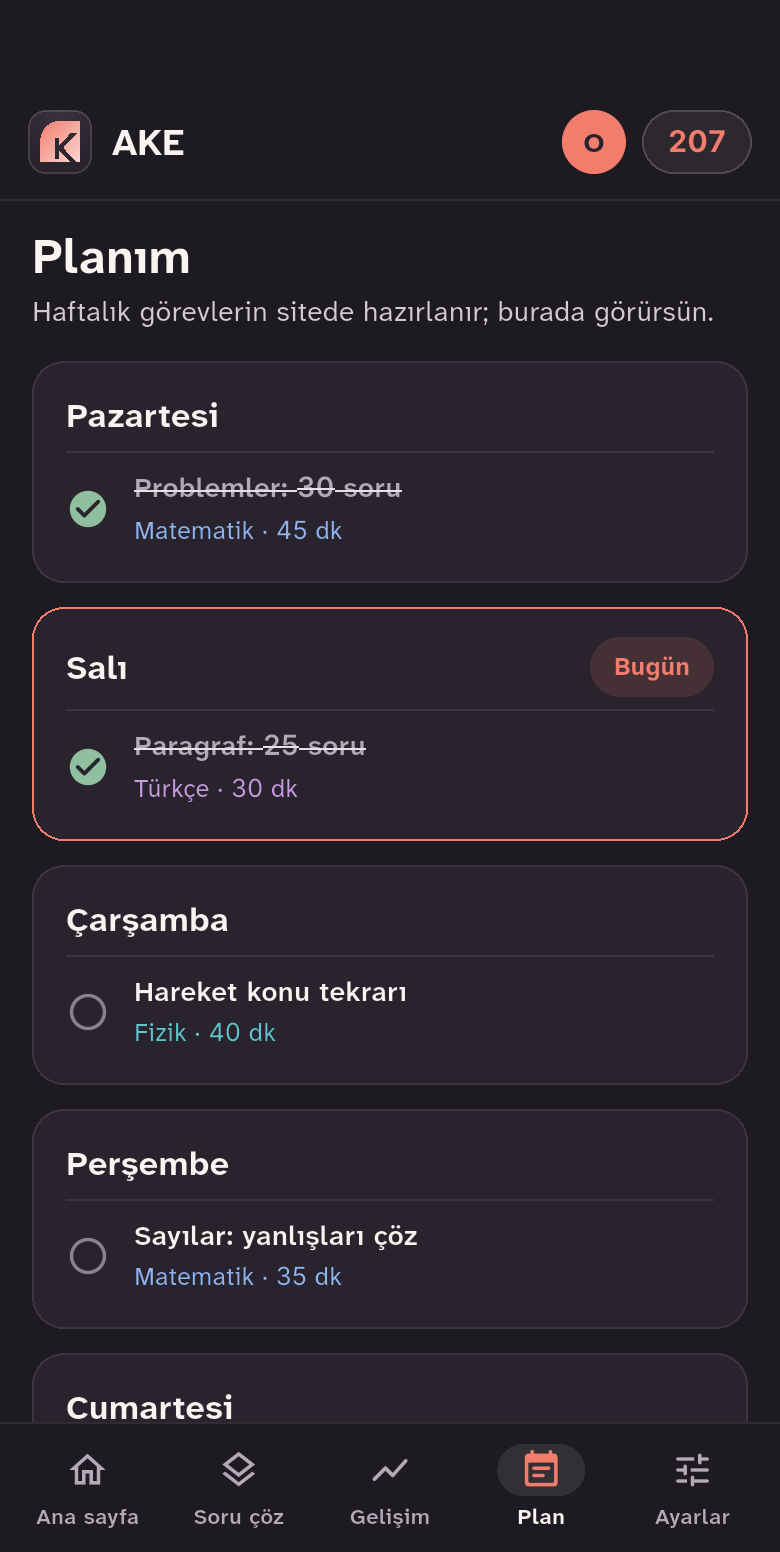 K
AKE
O
207
Planım
Haftalık görevlerin sitede hazırlanır; burada görürsün.
Pazartesi
Problemler: 30 soru
Matematik · 45 dk
Salı
Bugün
Paragraf: 25 soru
Türkçe · 30 dk
Çarşamba
Hareket konu tekrarı
Fizik · 40 dk
Perşembe
Sayılar: yanlışları çöz
Matematik · 35 dk
Cumartesi
Ana sayfa
Soru çöz
Gelişim
Plan
Ayarlar